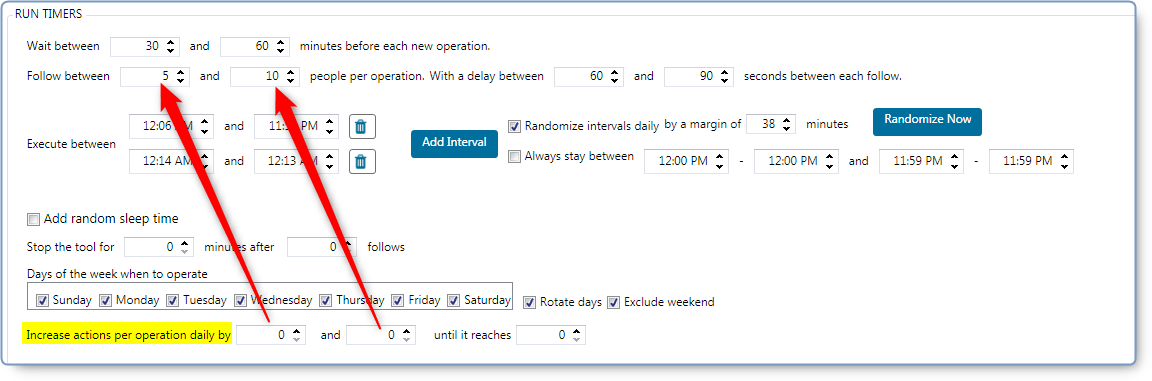 RUN TIMERS
Wait between 30 and 60 minutes before each new operation.
Follow between 5 and 10 people per operation. With a delay between 60 and 90 seconds between each follow.
12:06 AM and PM
Execute between
12:14 AM and 12:13 AM
Add Interval
Randomize intervals daily by a margin of 38 minutes Randomize Now
Always stay between 12:00 PM - 12:00 PM and 11:59 PM - 11:59 PM
Add random sleep time
Stop the tool for 0 minutes after 0 follows
Days of the week when to operate
Sunday Monday Tuesday Wednesday Thursday Friday Saturday Rotate days Exclude weekend
Increase actions per operation daily by 0 and 0 until it reaches 0